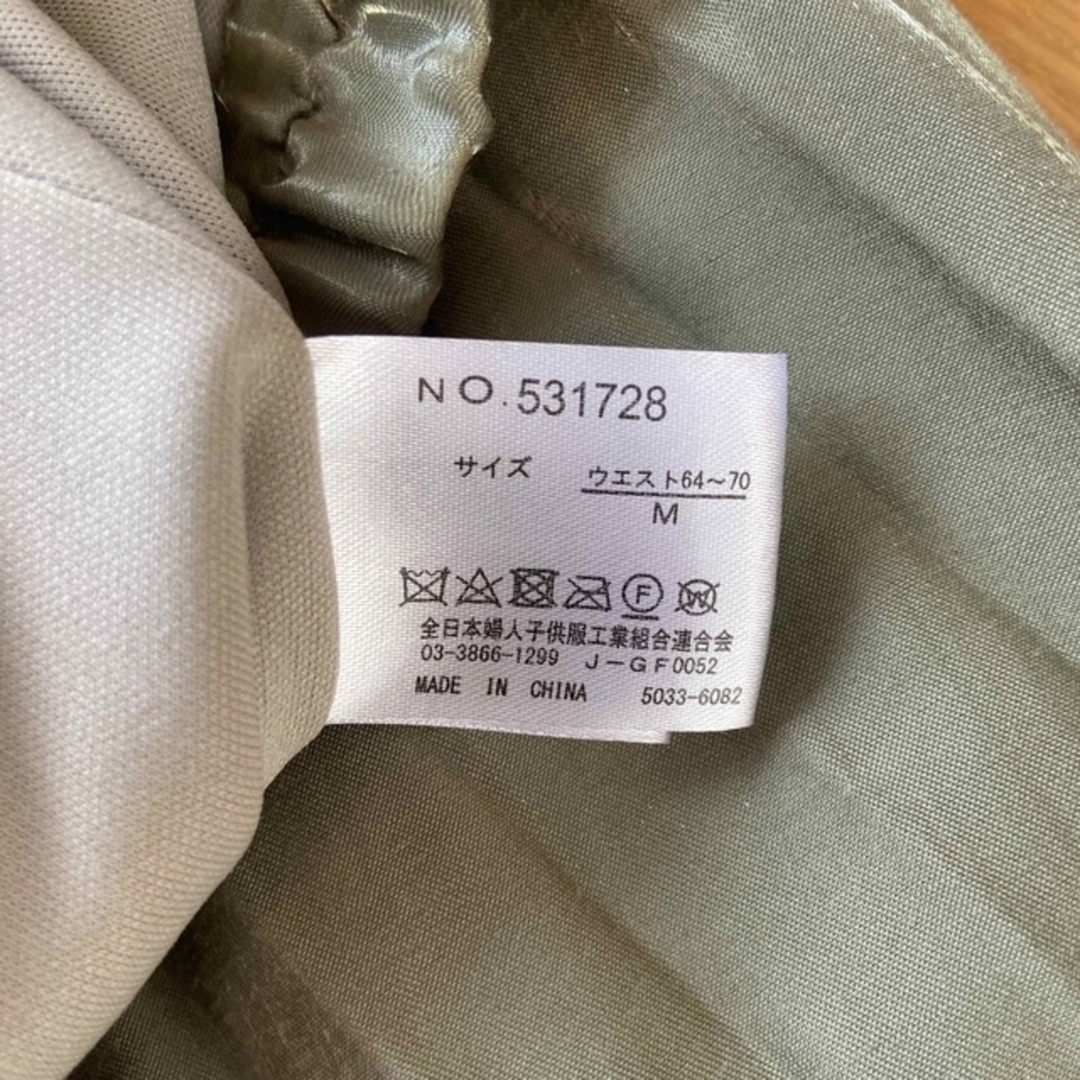 NO.531728
サイズ ウエスト64～70
M
F W
全日本婦人子供服工業組合連合会
03-3866-1299 J-GF0052
MADE IN CHINA 5033-6082